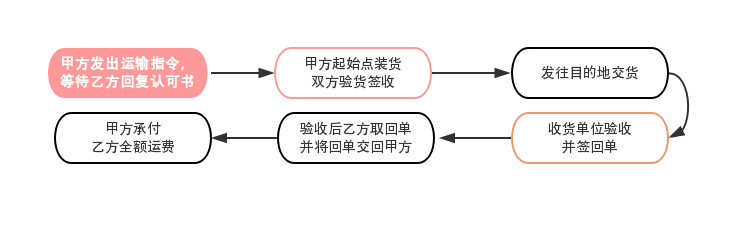 甲方发出运输指令，
等待乙方回复认可书
甲方起始点装货
双方验货签收
发往目的地交货
收货单位验收
并签回单
验收后乙方取回单
并将回单交回甲方
甲方承付
乙方全额运费